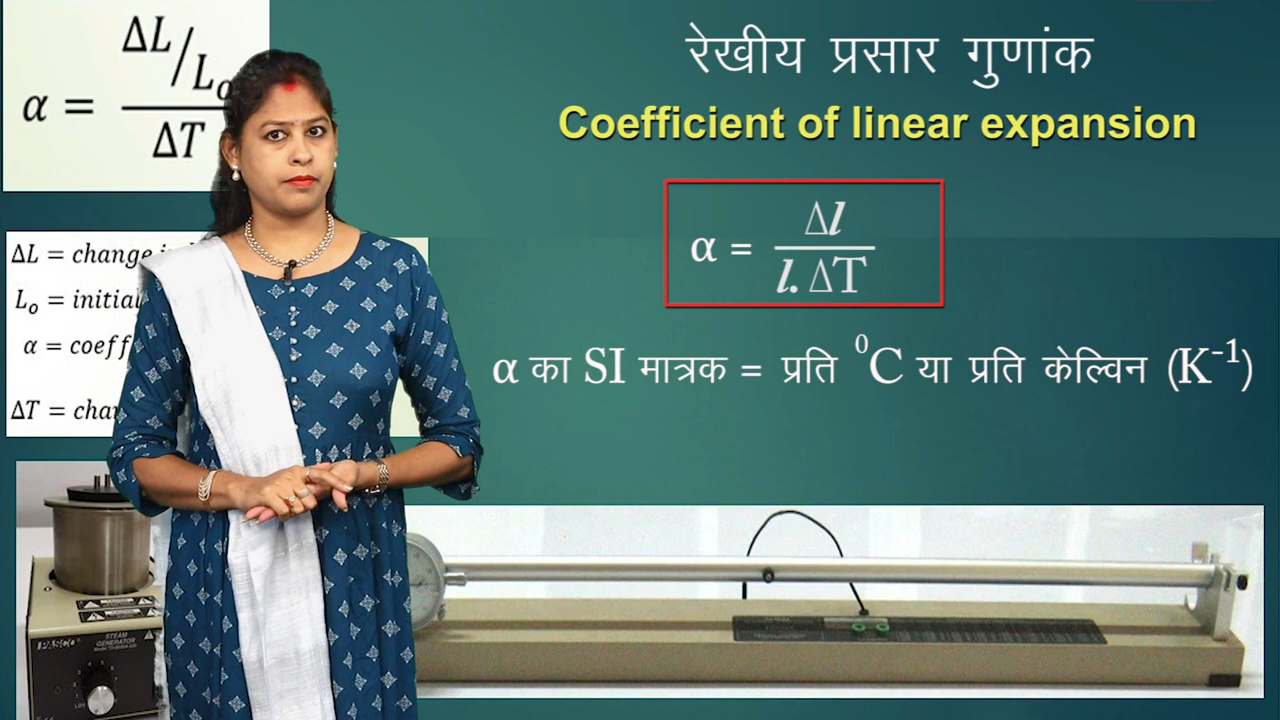 α = ΔL/L₀ / ΔT
रेखीय प्रसार गुणांक
Coefficient of linear expansion
α = Δl / l. ΔT
ΔL = change
L₀ = initial
α = coeff
ΔT =
α का SI मात्रक = प्रति ⁰C या प्रति केल्विन (K⁻¹)
PASCO
STEAM
GENERATOR